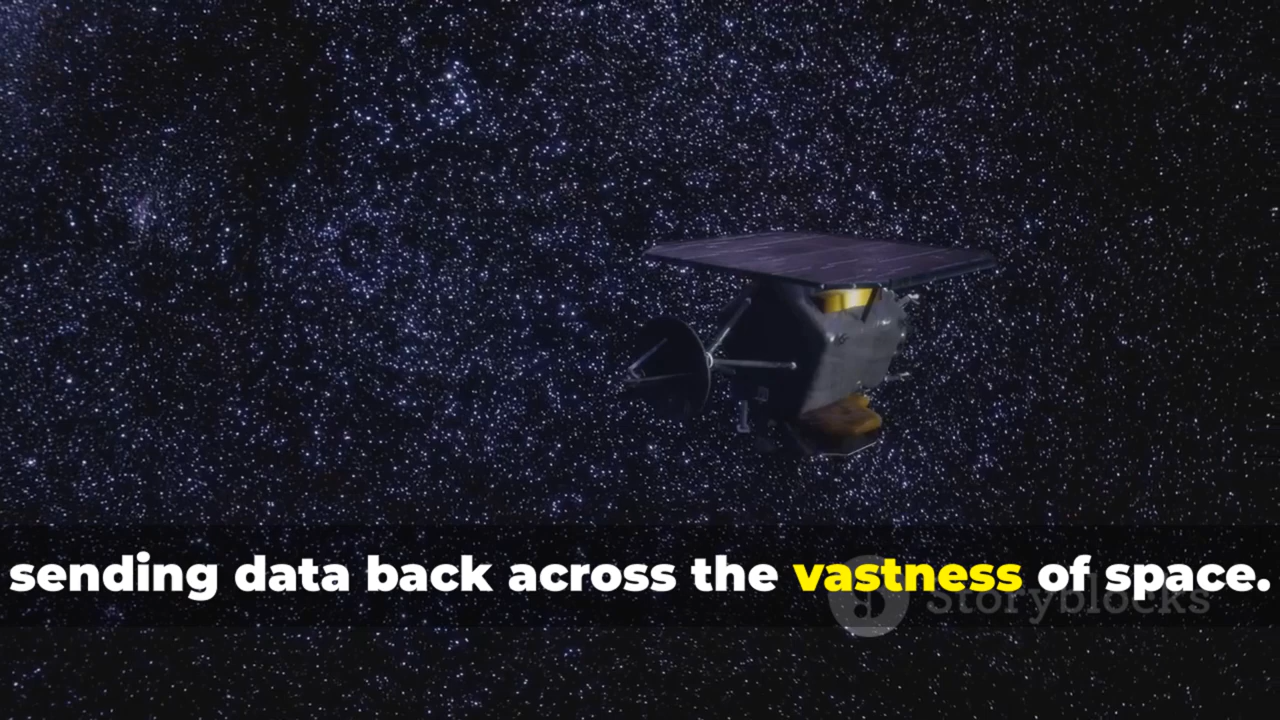 sending data back across the vastness of space.
Storyblocks